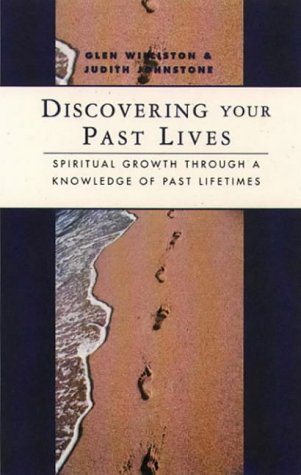 GLEN WILLISTON &
JUDITH JOHNSTONE
DISCOVERING YOUR
PAST LIVES
SPIRITUAL GROWTH THROUGH A
KNOWLEDGE OF PAST LIFETIMES